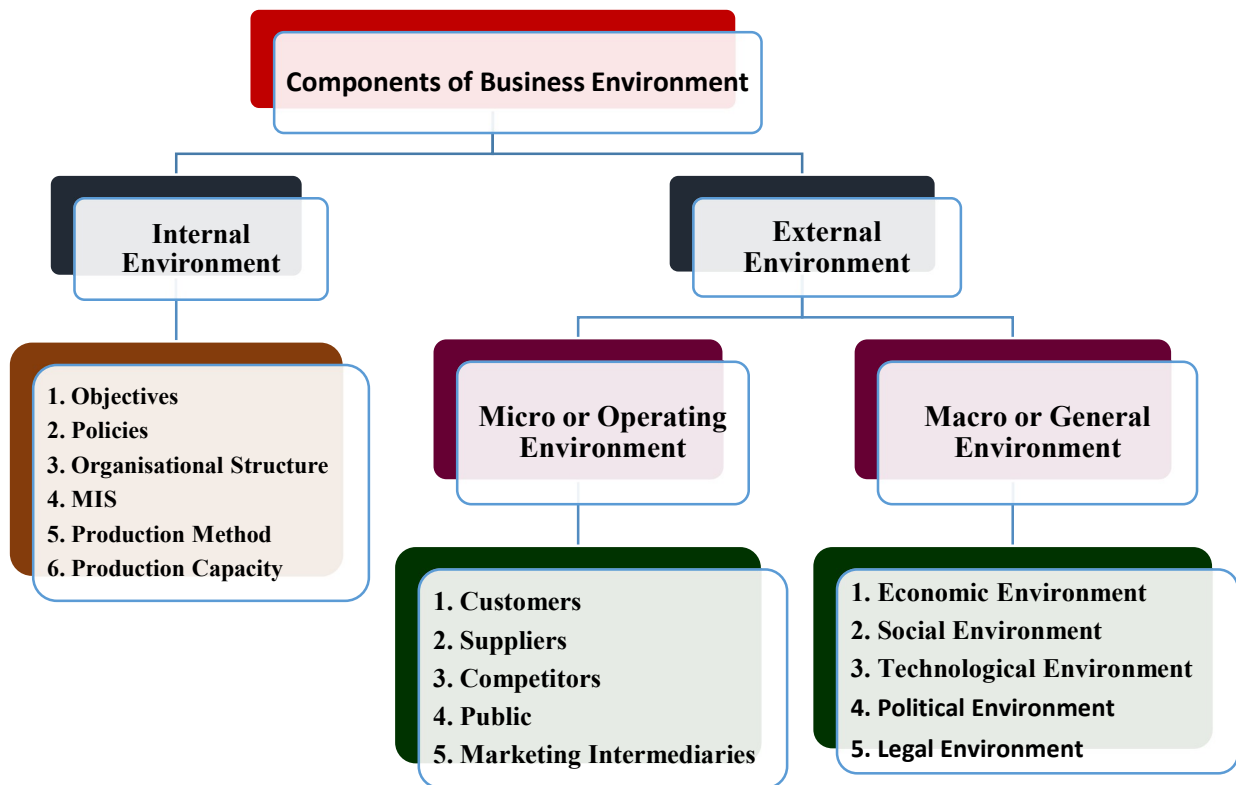 Components of Business Environment
Internal
Environment
External
Environment
1. Objectives
2. Policies
3. Organisational Structure
4. MIS
5. Production Method
6. Production Capacity
Micro or Operating
Environment
Macro or General
Environment
1. Customers
2. Suppliers
3. Competitors
4. Public
5. Marketing Intermediaries
1. Economic Environment
2. Social Environment
3. Technological Environment
4. Political Environment
5. Legal Environment